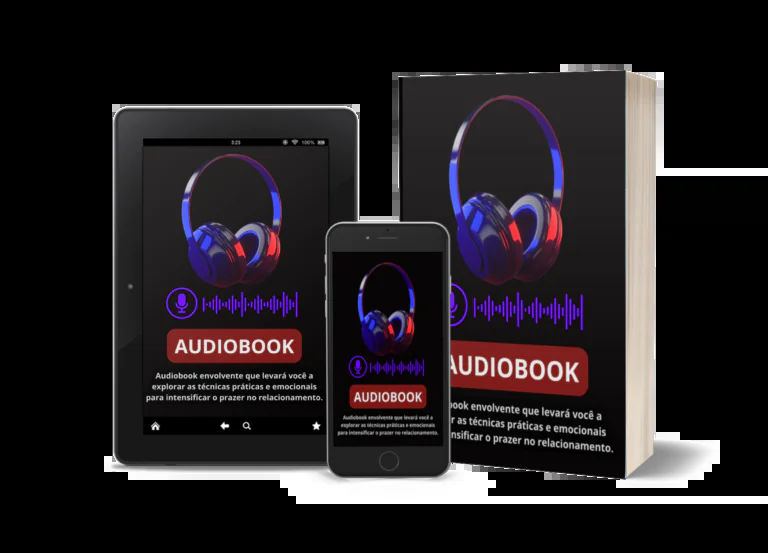 3:23
100%
AUDIOBOOK
Audiobook envolvente que levará você a
explorar as técnicas práticas e emocionais
para intensificar o prazer no relacionamento.
AUDIOBOOK
Audiobook envolvente que levará você a
explorar as técnicas práticas e emocionais
para intensificar o prazer no relacionamento.
AUDIOBOOK
book envolvente que levará você a
ar as técnicas práticas e emocionais
nsificar o prazer no relacionamento.